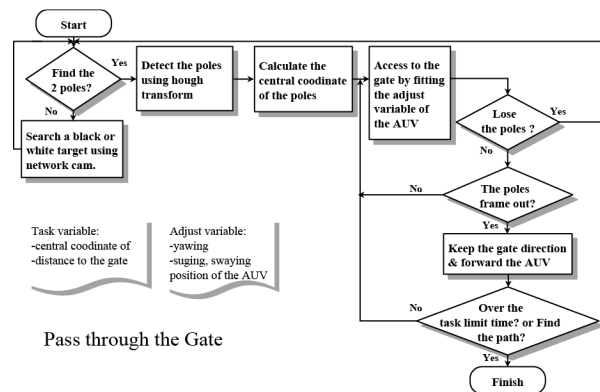 Start
Find the
2 poles?
Yes
No
Search a black or
white target using
network cam.
Detect the poles
using hough
transform
Calculate the
central coodinate
of the poles
Access to the
gate by fitting
the adjust
variable of
the AUV
Lose
the poles ?
Yes
No
The poles
frame out?
No
Yes
Keep the gate direction
& forward the AUV
Over the
task limit time? or Find
the path?
No
Yes
Finish
Task variable:
-central coodinate of
-distance to the gate
Adjust variable:
-yawing
-suging, swaying
position of the AUV
Pass through the Gate